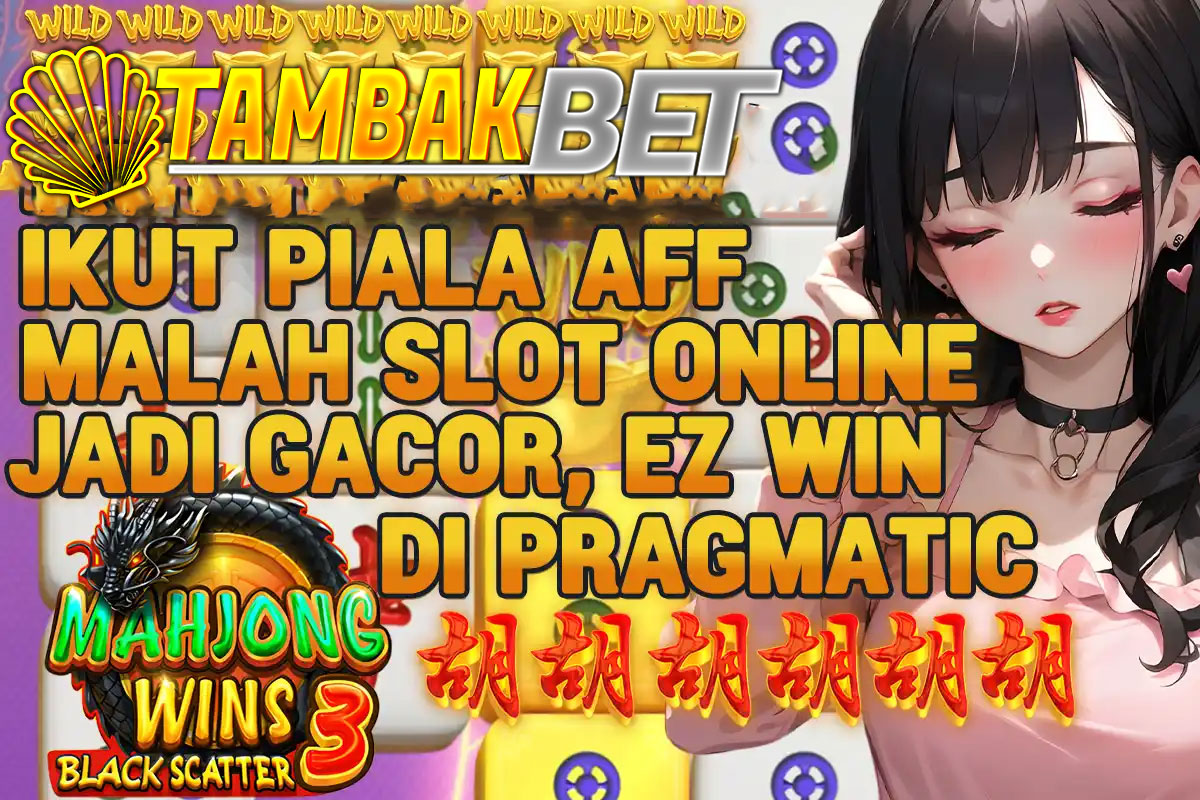 WILD WILD WILD WILD WILD WILD WILD WILD
TAMBAKBET
IKUT PIALA AFF
MALAH SLOT ONLINE
JADI GACOR, EZ WIN
DI PRAGMATIC
胡胡胡胡胡胡
MAHJONG
WINS 3
BLACK SCATTER